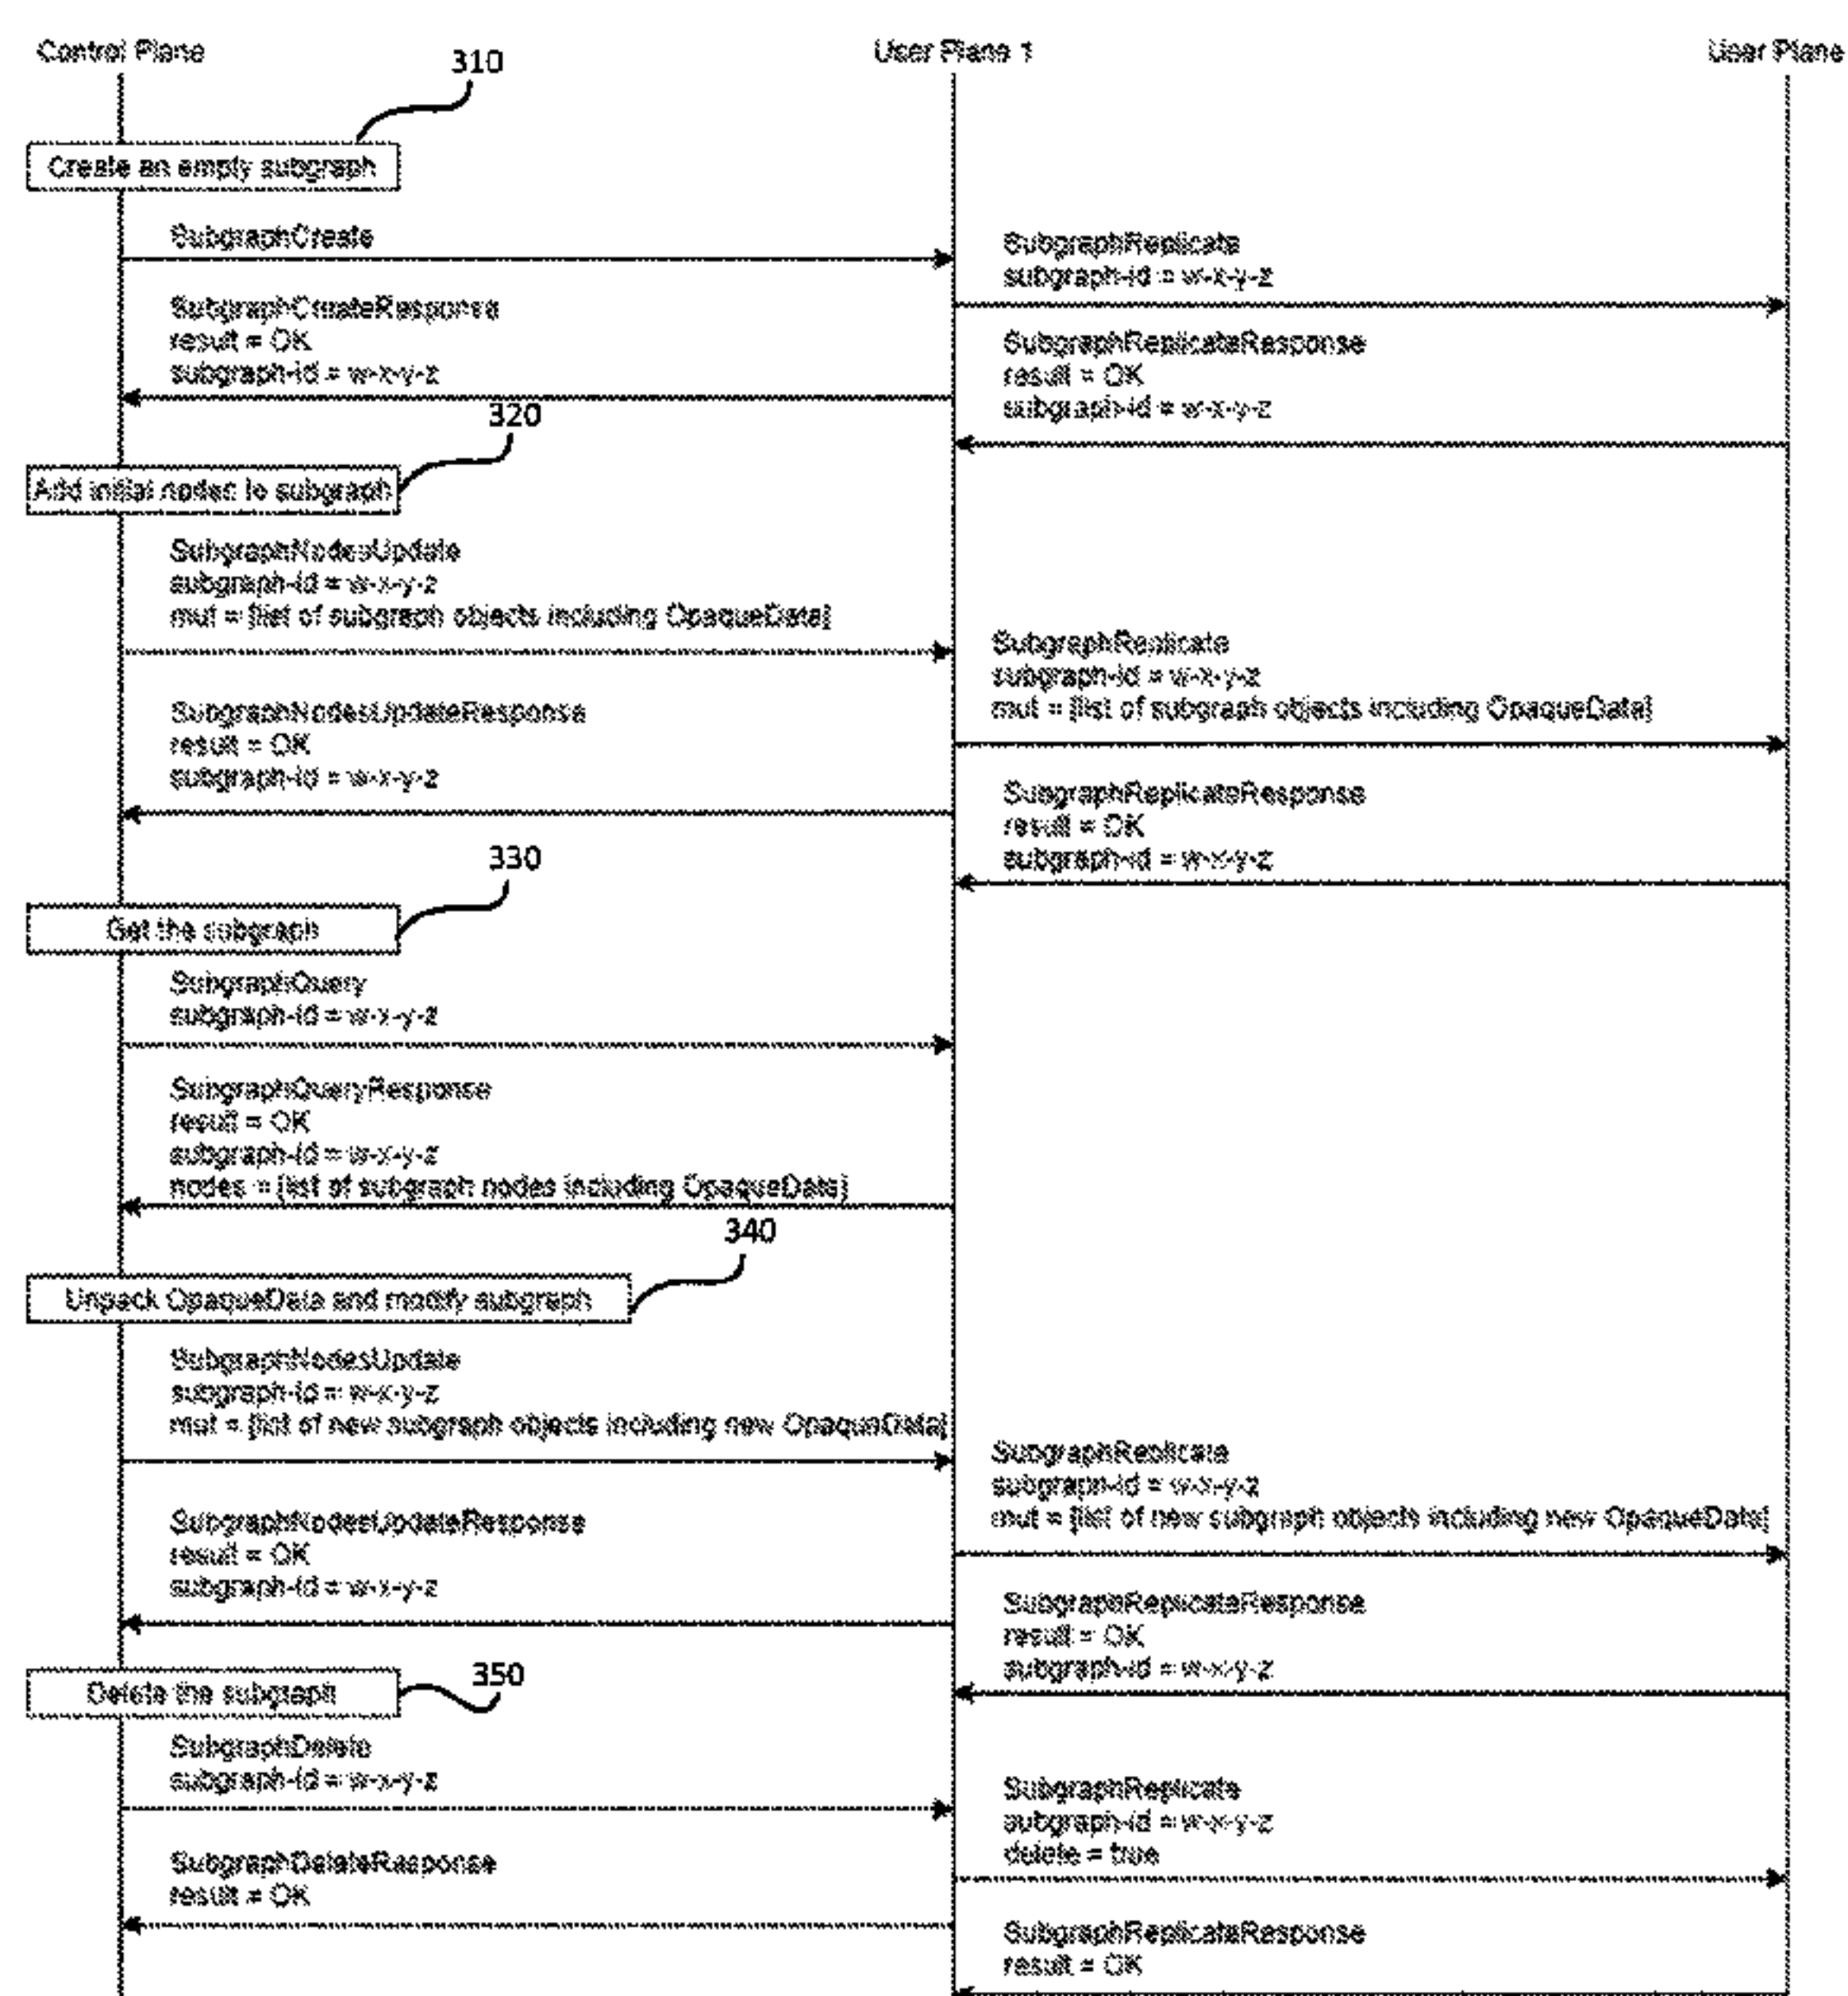 Control Plane
User Plane 1
User Plane
310
Create an empty subgraph
SubgraphCreate
SubgraphReplicate
subgraph-id = w-x-y-z
SubgraphCreateResponse
result = OK
subgraph-id = w-x-y-z
SubgraphReplicateResponse
result = OK
subgraph-id = w-x-y-z
320
Add initial nodes to subgraph
SubgraphNodesUpdate
subgraph-id = w-x-y-z
mut = [list of subgraph objects including OpaqueData]
SubgraphReplicate
subgraph-id = w-x-y-z
mut = [list of subgraph objects including OpaqueData]
SubgraphNodesUpdateResponse
result = OK
subgraph-id = w-x-y-z
SubgraphReplicateResponse
result = OK
subgraph-id = w-x-y-z
330
Get the subgraph
SubgraphQuery
subgraph-id = w-x-y-z
SubgraphQueryResponse
result = OK
subgraph-id = w-x-y-z
nodes = [list of subgraph nodes including OpaqueData]
340
Unpack OpaqueData and modify subgraph
SubgraphNodesUpdate
subgraph-id = w-x-y-z
mut = [list of new subgraph objects including new OpaqueData]
SubgraphReplicate
subgraph-id = w-x-y-z
mut = [list of new subgraph objects including new OpaqueData]
SubgraphNodesUpdateResponse
result = OK
subgraph-id = w-x-y-z
SubgraphReplicateResponse
result = OK
subgraph-id = w-x-y-z
350
Delete the subgraph
SubgraphDelete
subgraph-id = w-x-y-z
SubgraphReplicate
subgraph-id = w-x-y-z
delete = true
SubgraphDeleteResponse
result = OK
SubgraphReplicateResponse
result = OK